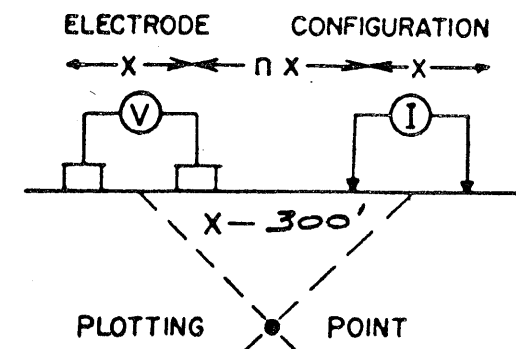 ELECTRODE CONFIGURATION
X n X X
V I
X — 300'
PLOTTING POINT